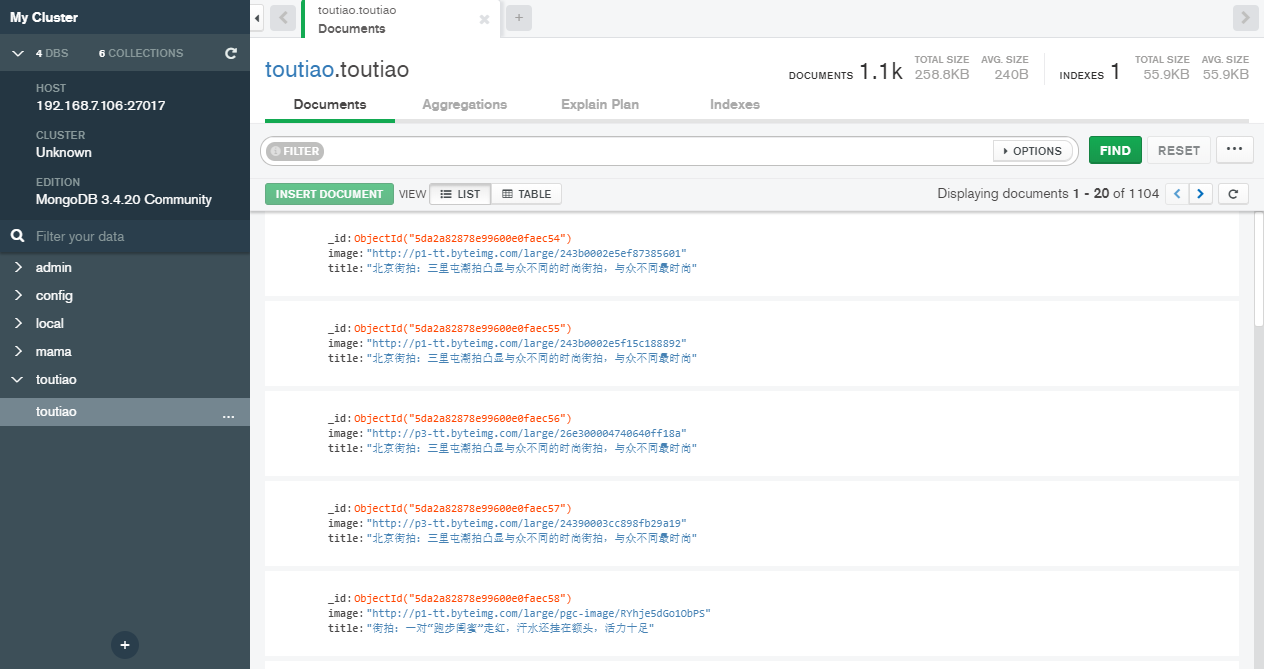 My Cluster
4 DBS 6 COLLECTIONS
HOST
192.168.7.106:27017
CLUSTER
Unknown
EDITION
MongoDB 3.4.20 Community
Filter your data
admin
config
local
mama
toutiao
toutiao ...
toutiao.toutiao
Documents
toutiao.toutiao
DOCUMENTS 1.1k TOTAL SIZE 258.8KB AVG. SIZE 240B INDEXES 1 TOTAL SIZE 55.9KB AVG. SIZE 55.9KB
Documents Aggregations Explain Plan Indexes
FILTER OPTIONS FIND RESET ...
INSERT DOCUMENT VIEW LIST TABLE Displaying documents 1 - 20 of 1104
_id: ObjectId("5da2a82878e99600e0faec54")
image: "http://p1-tt.byteimg.com/large/243b0002e5ef87385601"
title: "北京街拍：三里屯潮拍凸显与众不同的时尚街拍，与众不同最时尚"
_id: ObjectId("5da2a82878e99600e0faec55")
image: "http://p1-tt.byteimg.com/large/243b0002e5f15c188892"
title: "北京街拍：三里屯潮拍凸显与众不同的时尚街拍，与众不同最时尚"
_id: ObjectId("5da2a82878e99600e0faec56")
image: "http://p3-tt.byteimg.com/large/26e300004740640ff18a"
title: "北京街拍：三里屯潮拍凸显与众不同的时尚街拍，与众不同最时尚"
_id: ObjectId("5da2a82878e99600e0faec57")
image: "http://p3-tt.byteimg.com/large/24390003cc898fb29a19"
title: "北京街拍：三里屯潮拍凸显与众不同的时尚街拍，与众不同最时尚"
_id: ObjectId("5da2a82878e99600e0faec58")
image: "http://p1-tt.byteimg.com/large/pgc-image/RYhje5dGo1ObPS"
title: "街拍：一对“跑步闺蜜”走红，汗水还挂在额头，活力十足"